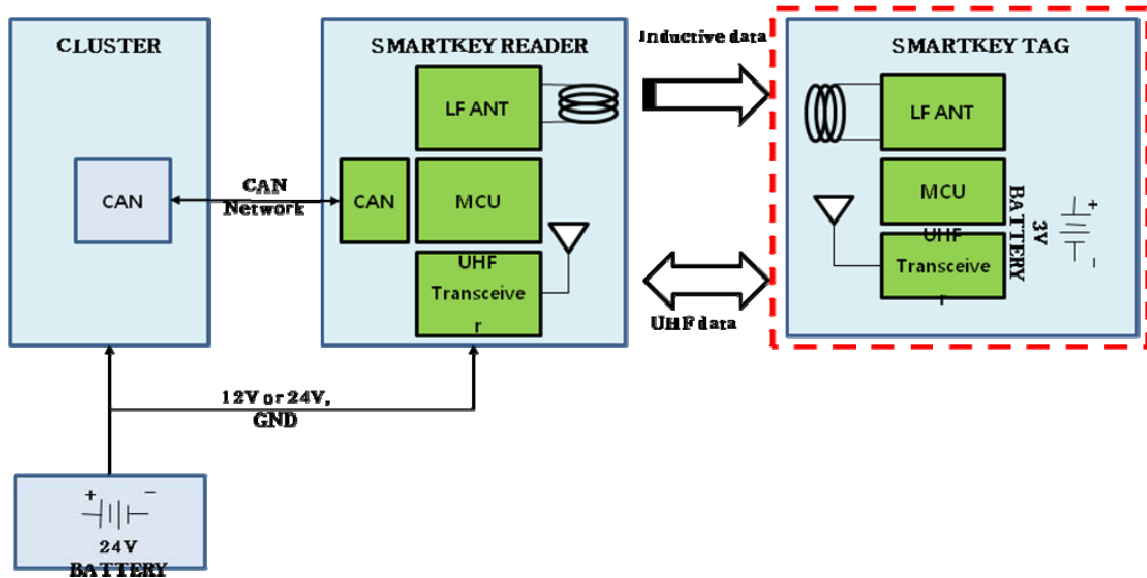 CLUSTER
CAN
CAN
Network
SMARTKEY READER
LF ANT
CAN
MCU
UHF
Transceive
r
Inductive data
UHF data
SMARTKEY TAG
LF ANT
MCU
UHF
Transceive
r
3V
BATTERY
+
-
12V or 24V,
GND
+ -
24V
BATTERY